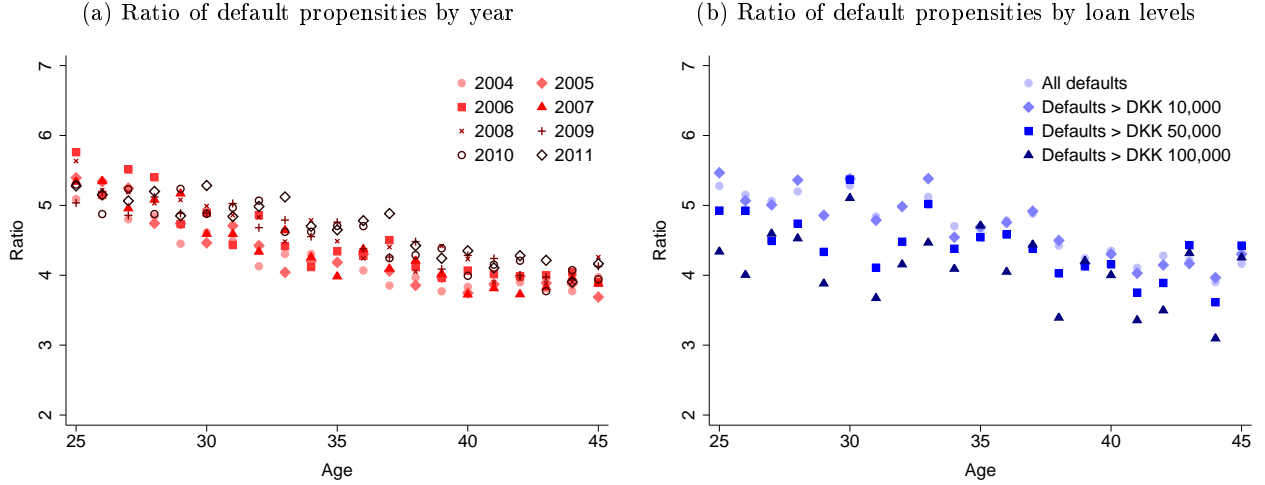 (a) Ratio of default propensities by year
7
6
5
4
3
2
Ratio
2004 2005
2006 2007
2008 2009
2010 2011
25 30 35 40 45
Age
(b) Ratio of default propensities by loan levels
7
6
5
4
3
2
Ratio
All defaults
Defaults > DKK 10,000
Defaults > DKK 50,000
Defaults > DKK 100,000
25 30 35 40 45
Age